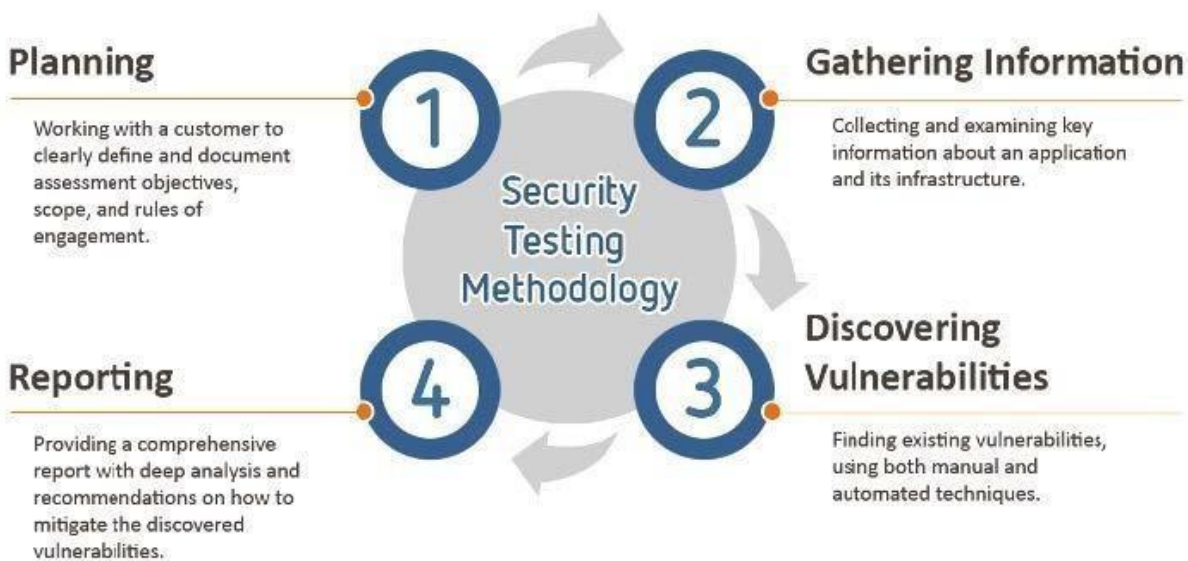 Planning
1
Working with a customer to
clearly define and document
assessment objectives,
scope, and rules of
engagement.
2
Gathering Information
Collecting and examining key
information about an application
and its infrastructure.
Security
Testing
Methodology
3
Discovering
Vulnerabilities
Finding existing vulnerabilities,
using both manual and
automated techniques.
4
Reporting
Providing a comprehensive
report with deep analysis and
recommendations on how to
mitigate the discovered
vulnerabilities.